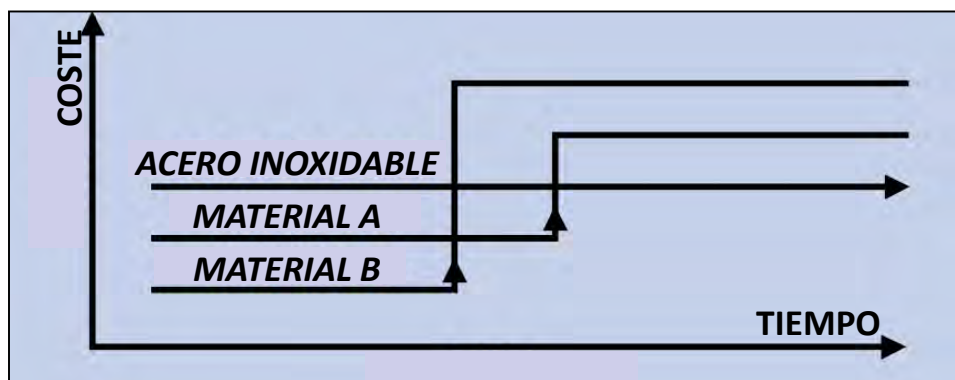 COSTE
ACERO INOXIDABLE
MATERIAL A
MATERIAL B
TIEMPO